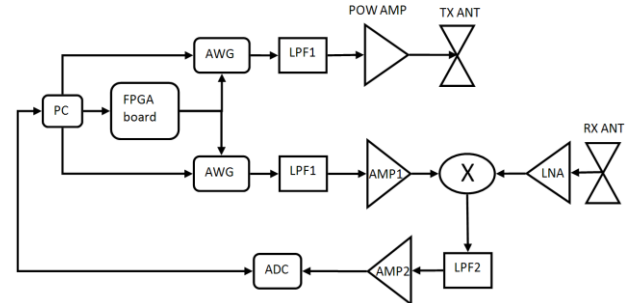 POW AMP
TX ANT
AWG
LPF1
PC
FPGA
board
RX ANT
AWG
LPF1
AMP1
X
LNA
ADC
AMP2
LPF2